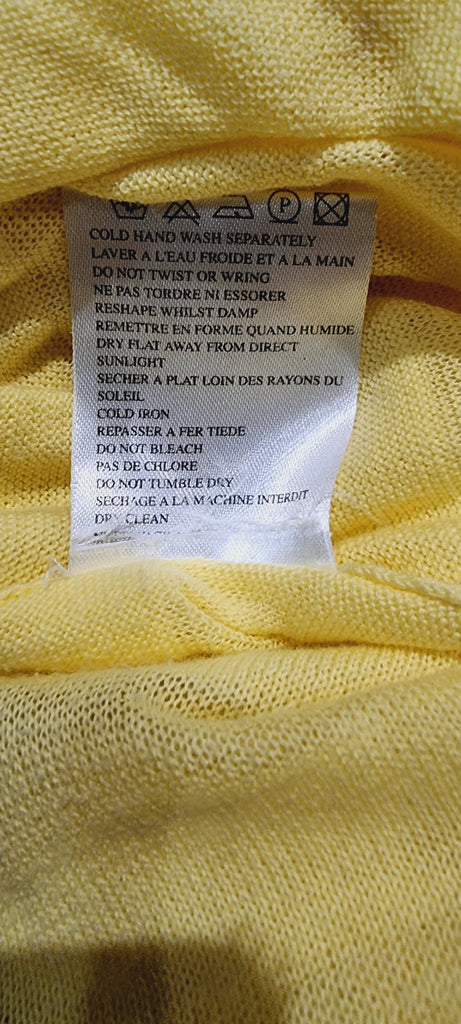 P
COLD HAND WASH SEPARATELY
LAVER A L'EAU FROIDE ET A LA MAIN
DO NOT TWIST OR WRING
NE PAS TORDRE NI ESSORER
RESHAPE WHILST DAMP
REMETTRE EN FORME QUAND HUMIDE
DRY FLAT AWAY FROM DIRECT
SUNLIGHT
SECHER A PLAT LOIN DES RAYONS DU
SOLEIL
COLD IRON
REPASSER A FER TIEDE
DO NOT BLEACH
PAS DE CHLORE
DO NOT TUMBLE DRY
SECHAGE A LA MACHINE INTERDIT
DRY CLEAN